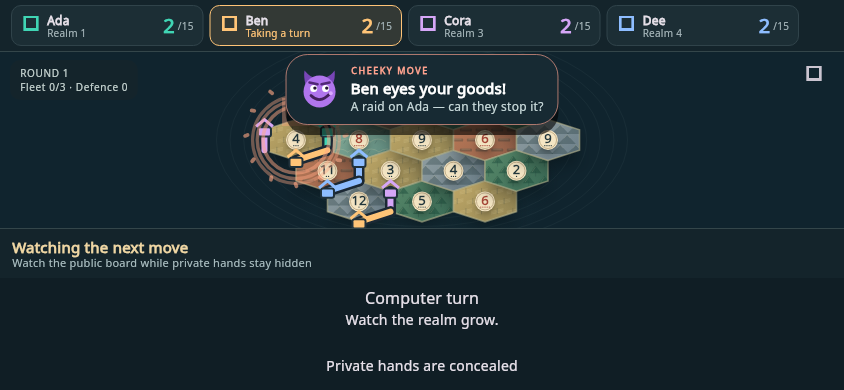 Ada
Realm 1
2 /15
Ben
Taking a turn
2 /15
Cora
Realm 3
2 /15
Dee
Realm 4
2 /15
ROUND 1
Fleet 0/3 · Defence 0
CHEEKY MOVE
Ben eyes your goods!
A raid on Ada — can they stop it?
4
8
9
6
9
11
3
4
2
12
5
6
Watching the next move
Watch the public board while private hands stay hidden
Computer turn
Watch the realm grow.
Private hands are concealed